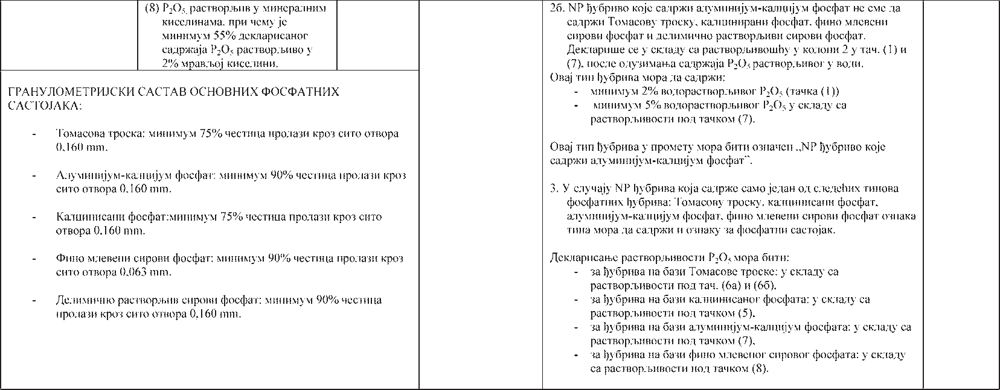 (8) P₂O₅, растворљив у минералним
киселинама, при чему је
минимум 55% декларисаног
садржаја P₂O₅ растворљиво у
2% мрављој киселини.
ГРАНУЛОМЕТРИЈСКИ САСТАВ ОСНОВНИХ ФОСФАТНИХ
САСТОЈАКА:
- Томасова троска: минимум 75% честица пролази кроз сито отвора
0,160 mm.
- Алуминијум-калцијум фосфат: минимум 90% честица пролази кроз
сито отвора 0,160 mm.
- Калцинисани фосфат:минимум 75% честица пролази кроз сито
отвора 0,160 mm.
- Фино млевени сирови фосфат: минимум 90% честица пролази кроз
сито отвора 0,063 mm.
- Делимично растворљив сирови фосфат: минимум 90% честица
пролази кроз сито отвора 0,160 mm.
2б. NP ђубриво које садржи алуминијум-калцијум фосфат не сме да
садржи Томасову троску, калцинирани фосфат, фино млевени
сирови фосфат и делимично растворљиви сирови фосфат.
Декларише се у складу са растворљивошћу у колони 2 у тач. (1) и
(7), после одузимања садржаја P₂O₅ растворљивог у води.
Овај тип ђубрива мора да садржи:
- минимум 2% водорастворљивог P₂O₅ (тачка (1))
- минимум 5% водорастворљивог P₂O₅ у складу са
растворљивости под тачком (7).
Овај тип ђубрива у промету мора бити означен „NP ђубриво које
садржи алуминијум-калцијум фосфат”.
3. У случају NP ђубрива која садрже само један од следећих типова
фосфатних ђубрива: Томасову троску, калцинисани фосфат,
алуминијум-калцијум фосфат, фино млевени сирови фосфат ознака
типа мора да садржи и ознаку за фосфатни састојак.
Декларисање растворљивости P₂O₅ мора бити:
- за ђубрива на бази Томасове троске: у складу са
растворљивости под тач. (6а) и (6б),
- за ђубрива на бази калцинисаног фосфата: у складу са
растворљивости под тачком (5),
- за ђубрива на бази алуминијум-калцијум фосфата: у складу са
растворљивости под тачком (7),
- за ђубрива на бази фино млевеног сировог фосфата: у складу
са растворљивости под тачком (8).